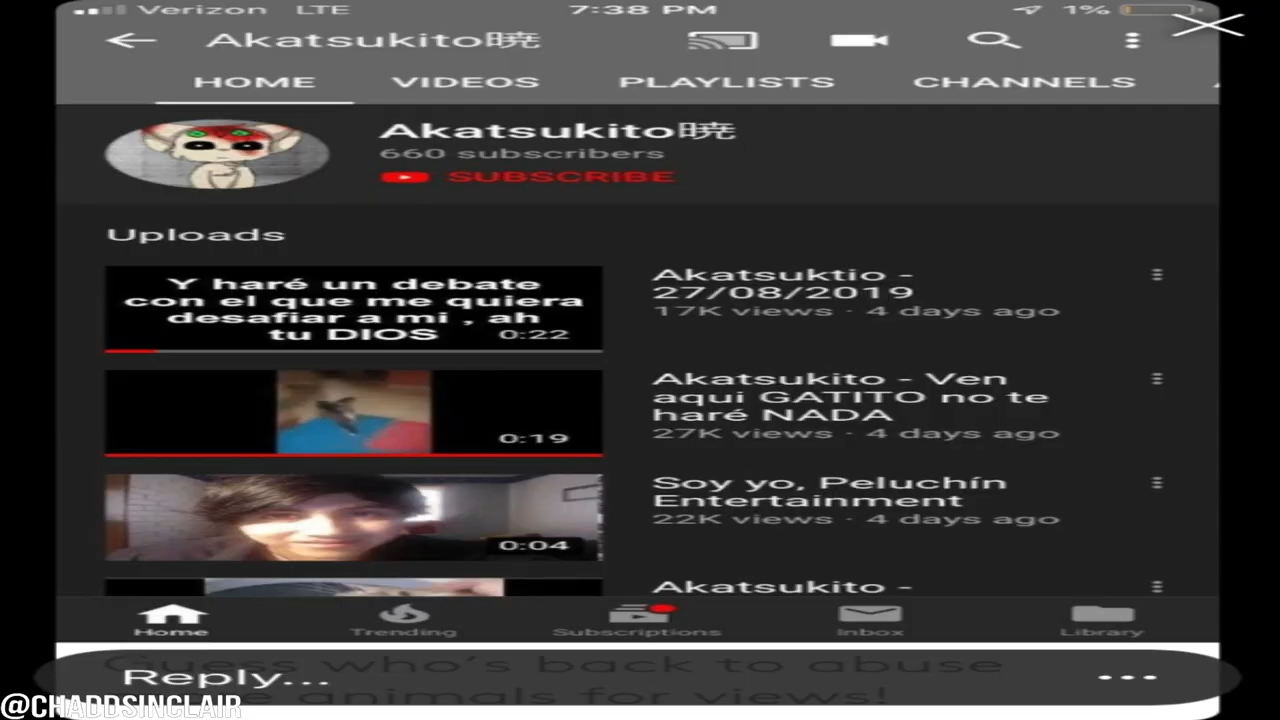 Verizon LTE 7:38 PM 1%
Akatsukito暁
HOME VIDEOS PLAYLISTS CHANNELS
Akatsukito暁
660 subscribers
SUBSCRIBE
Uploads
Y haré un debate
con el que me quiera
desafiar a mi , ah
tu DIOS
0:22
Akatsuktio -
27/08/2019
17K views · 4 days ago
0:19
Akatsukito - Ven
aqui GATITO no te
haré NADA
27K views · 4 days ago
0:04
Soy yo, Peluchín
Entertainment
22K views · 4 days ago
Akatsukito -
Home Trending Subscriptions Inbox Library
Guess who's back to abuse
animals for views!
Reply...
@CHADDSINCLAIR